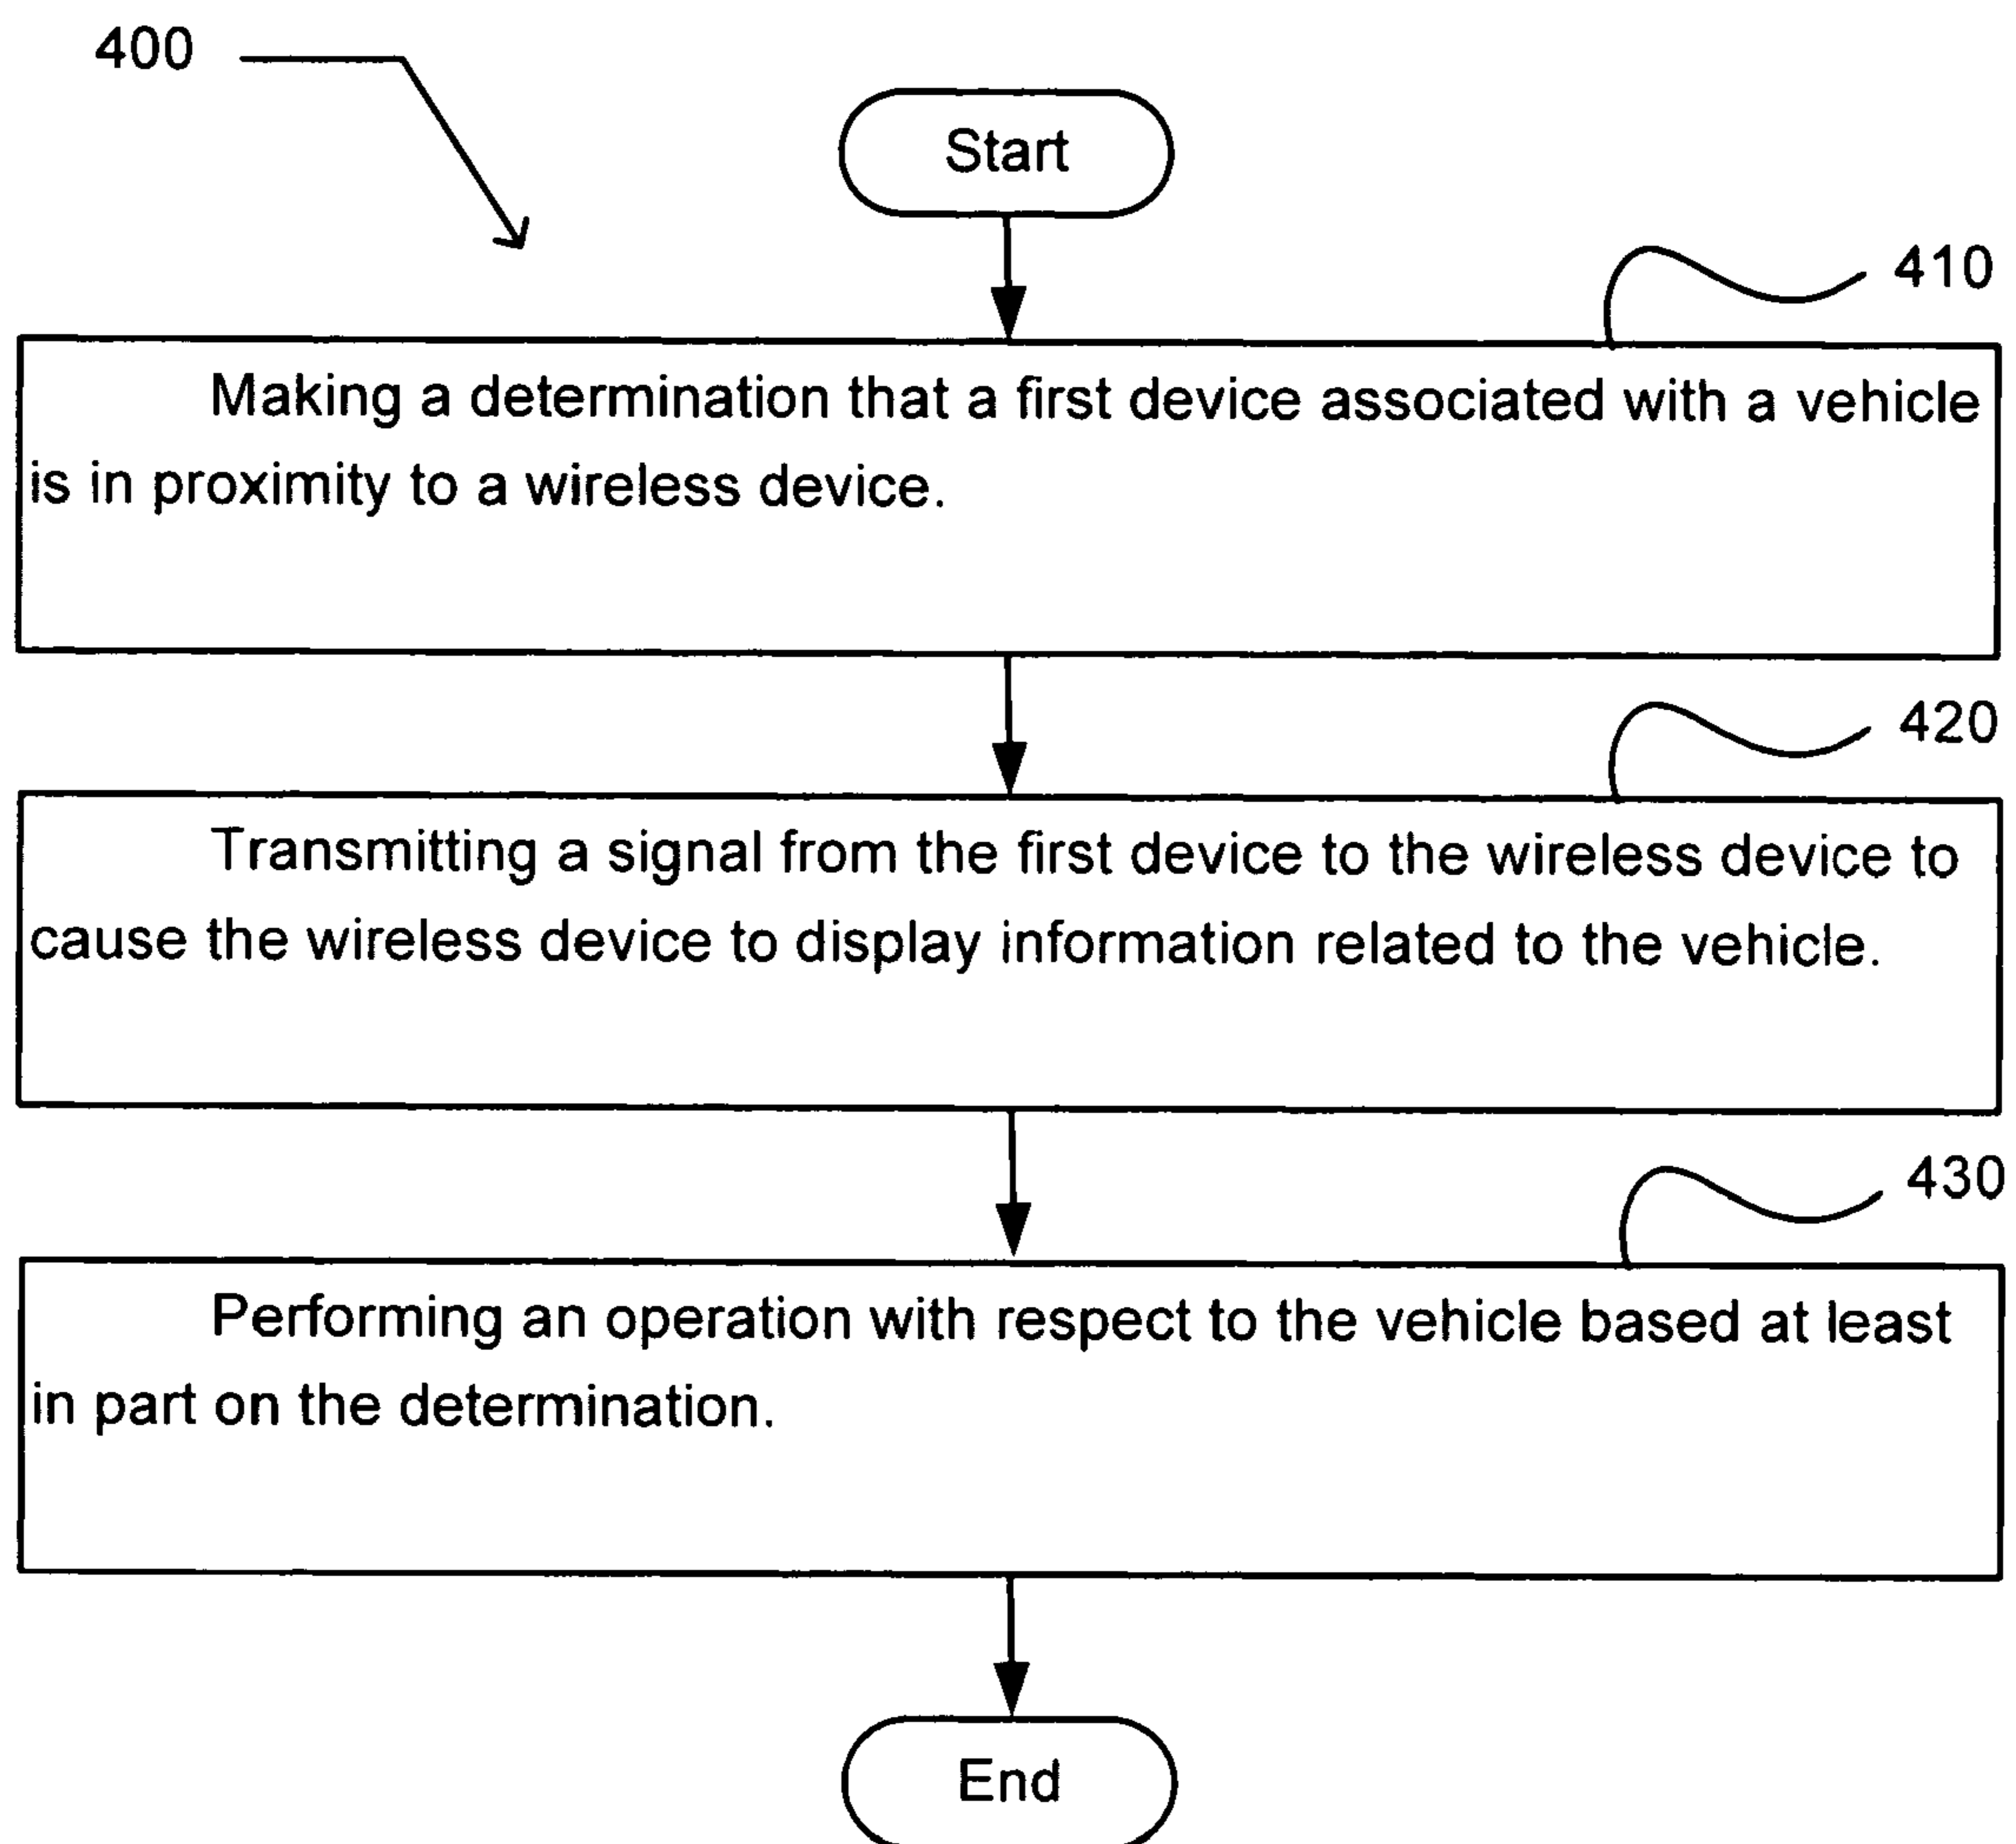 400
Start
410
Making a determination that a first device associated with a vehicle
is in proximity to a wireless device.
420
Transmitting a signal from the first device to the wireless device to
cause the wireless device to display information related to the vehicle.
430
Performing an operation with respect to the vehicle based at least
in part on the determination.
End